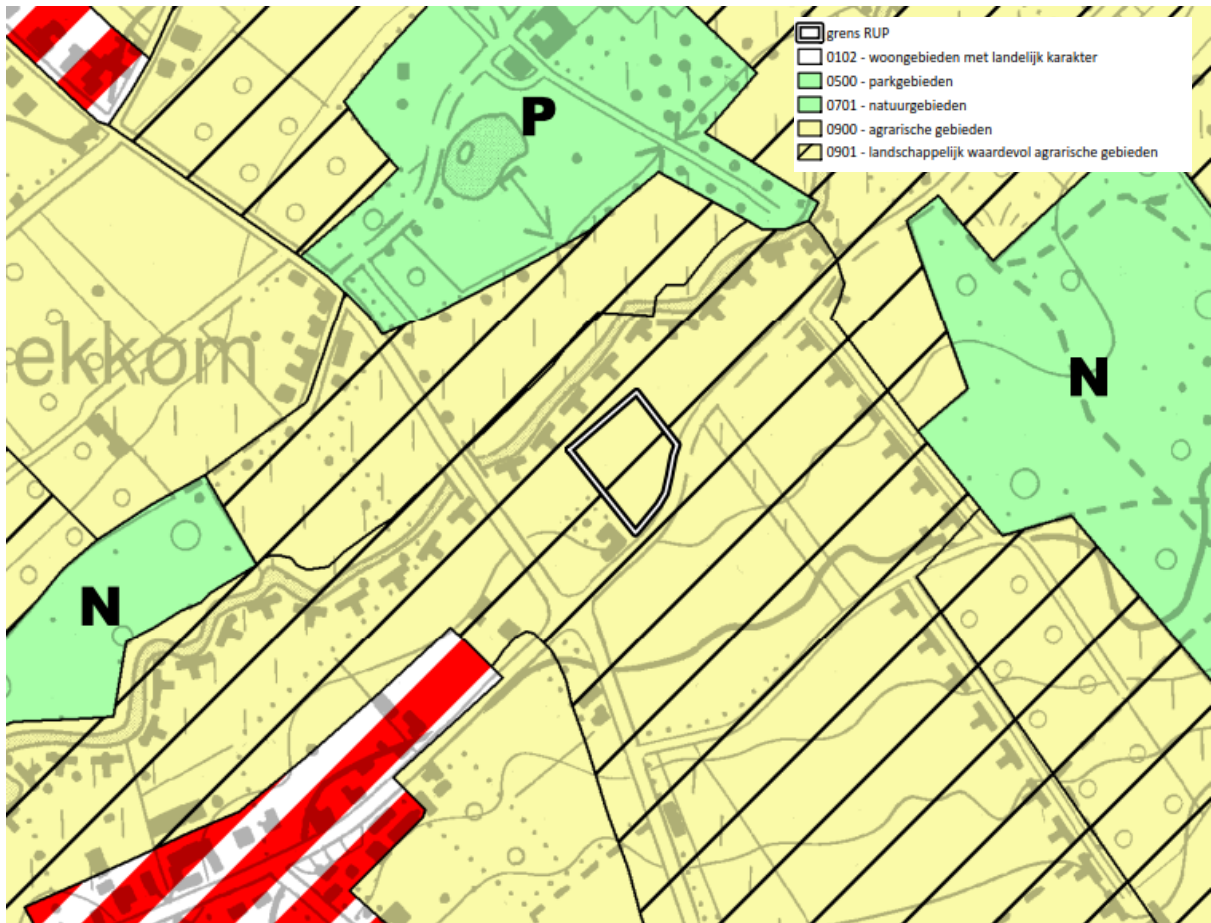 grens RUP
0102 - woongebieden met landelijk karakter
0500 - parkgebieden
0701 - natuurgebieden
0900 - agrarische gebieden
0901 - landschappelijk waardevol agrarische gebieden
P
ekkom
N
N